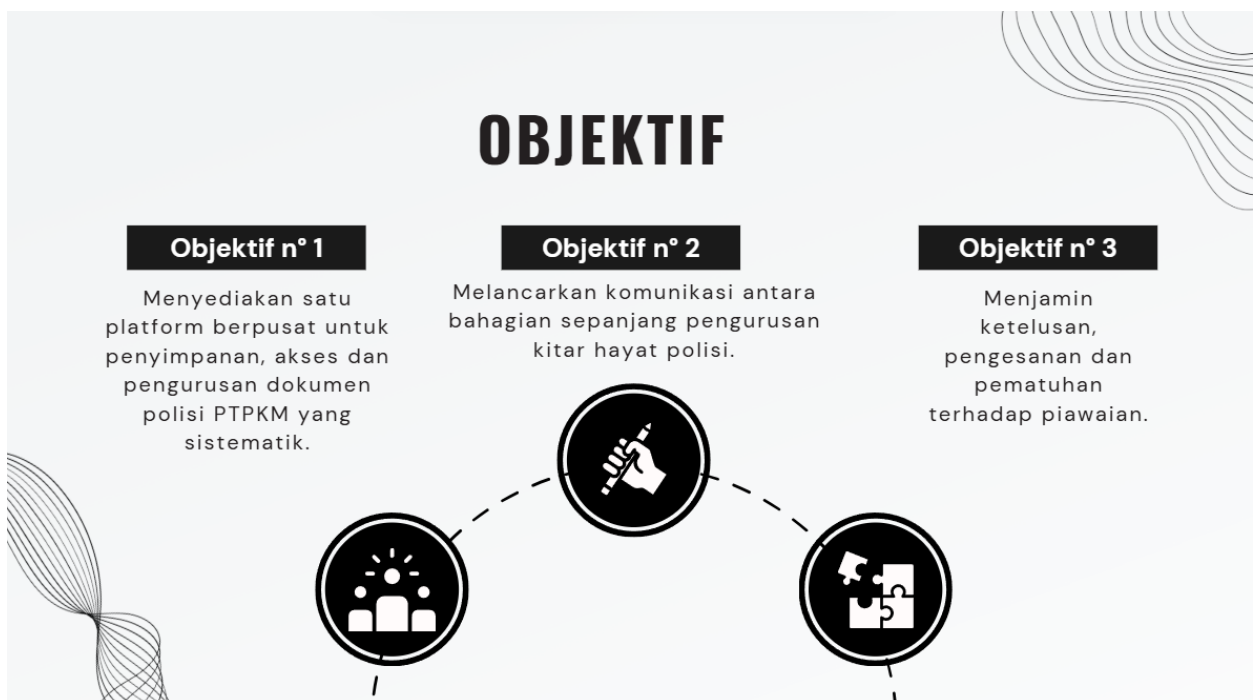 OBJEKTIF
Objektif n° 1
Menyediakan satu
platform berpusat untuk
penyimpanan, akses dan
pengurusan dokumen
polisi PTPKM yang
sistematik.
Objektif n° 2
Melancarkan komunikasi antara
bahagian sepanjang pengurusan
kitar hayat polisi.
Objektif n° 3
Menjamin
ketelusan,
pengesanan dan
pematuhan
terhadap piawaian.